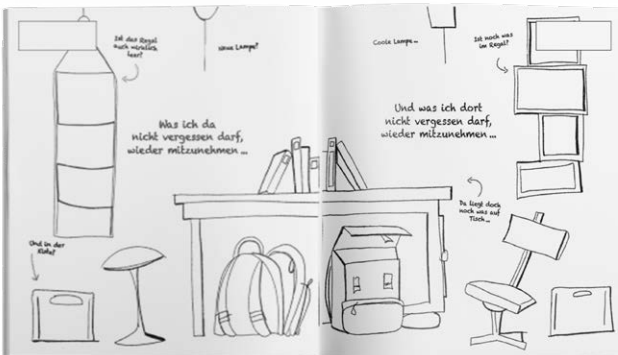 Ist das Regal
auch wirklich
leer?
Neue Lampe?
Was ich da
nicht vergessen darf,
wieder mitzunehmen ...
Und in der
Kiste?
Coole Lampe ...
Ist noch was
im Regal?
Und was ich dort
nicht vergessen darf,
wieder mitzunehmen ...
Da liegt doch
noch was auf
Tisch ...